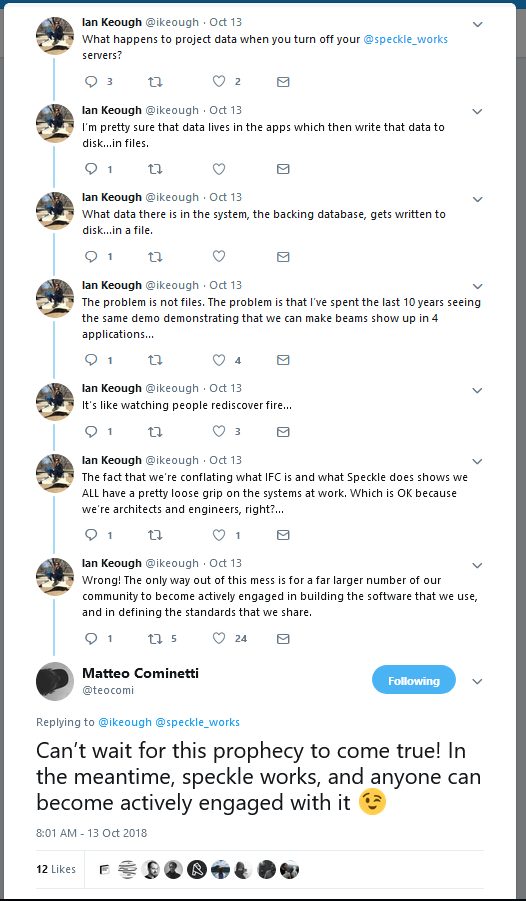 Ian Keough @ikeough · Oct 13
What happens to project data when you turn off your @speckle_works
servers?
3 2
Ian Keough @ikeough · Oct 13
I'm pretty sure that data lives in the apps which then write that data to
disk...in files.
1
Ian Keough @ikeough · Oct 13
What data there is in the system, the backing database, gets written to
disk...in a file.
1
Ian Keough @ikeough · Oct 13
The problem is not files. The problem is that I've spent the last 10 years seeing
the same demo demonstrating that we can make beams show up in 4
applications...
1 4
Ian Keough @ikeough · Oct 13
It's like watching people rediscover fire...
1 3
Ian Keough @ikeough · Oct 13
The fact that we're conflating what IFC is and what Speckle does shows we
ALL have a pretty loose grip on the systems at work. Which is OK because
we're architects and engineers, right?...
1 1
Ian Keough @ikeough · Oct 13
Wrong! The only way out of this mess is for a far larger number of our
community to become actively engaged in building the software that we use,
and in defining the standards that we share.
1 5 24
Matteo Cominetti
Following
@teocomi
Replying to @ikeough @speckle_works
Can't wait for this prophecy to come true! In
the meantime, speckle works, and anyone can
become actively engaged with it 😉
8:01 AM - 13 Oct 2018
12 Likes